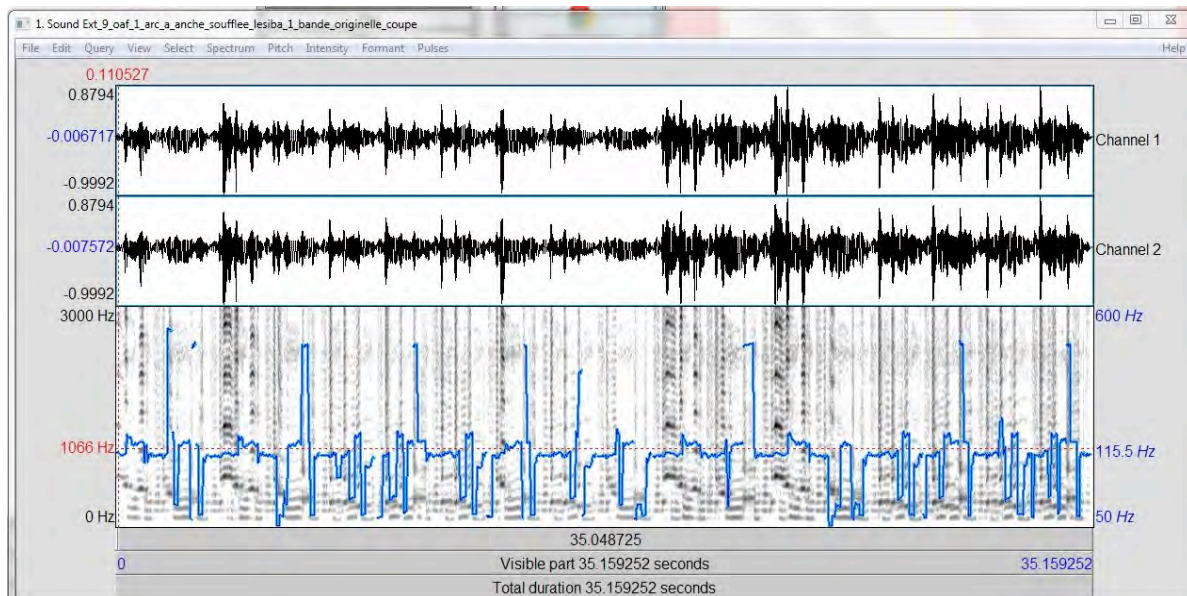 1. Sound Ext_9_oaf_1_arc_a_anche_soufflee_lesiba_1_bande_originelle_coupe
File Edit Query View Select Spectrum Pitch Intensity Formant Pulses Help
0.110527
0.8794
-0.006717
Channel 1
-0.9992
0.8794
-0.007572
Channel 2
-0.9992
3000 Hz
600 Hz
1066 Hz
115.5 Hz
0 Hz
50 Hz
35.048725
0 Visible part 35.159252 seconds 35.159252
Total duration 35.159252 seconds